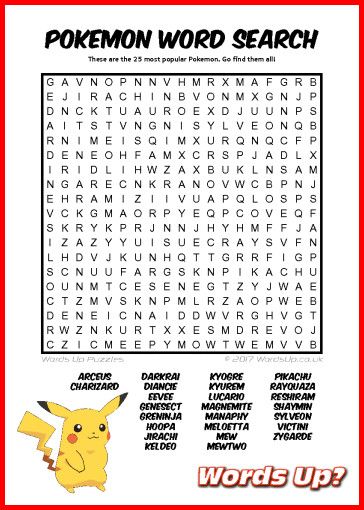 POKEMON WORD SEARCH
These are the 25 most popular Pokemon. Go find them all!
G A V N O P N N V H M R X M A F G R B
E J I R A C H I N B V O N M X G N J P
D N C K T U A U R O E X D J U U N P S
A I T S T V N G N I S Y L V E O N Q B
R N I M E I S Q I M X U R Q N Q C F P
D E N E O H F A M X C R S P J A D L X
I R I D L I H W Z A X B U K L N S A M
N G A R E C N K R A N O V W C B P N J
E H R A M I Z I I V U A P Q L O S P S
V C K G M A O R P Y E Q P C O V E Q F
S K R Y K P R J N N J H Y H M F F J A
I Z A Z Y Y U I S U E C R A Y S V F N
L H D V J K U N H Q T T G R R F I G P
S C N U U F A R G S K N P I K A C H U
O U N M T C E S E N E G T Z Y J W A E
C T Z M V S K N P M L R Z A O P W E B
D E N E I C N A I D D W V R G H V G T
R W Z N K U R T X X E S M D R E V O J
C Z I C M E E P M Y O W T W E M V V B
Words Up Puzzles
© 2017 WordsUp.co.uk
ARCEUS
CHARIZARD
DARKRAI
DIANCIE
EEVEE
GENESECT
GRENINJA
HOOPA
JIRACHI
KELDEO
KYOGRE
KYUREM
LUCARIO
MAGNEMITE
MANAPHY
MELOETTA
MEW
MEWTWO
PIKACHU
RAYQUAZA
RESHIRAM
SHAYMIN
SYLVEON
VICTINI
ZYGARDE
Words Up?